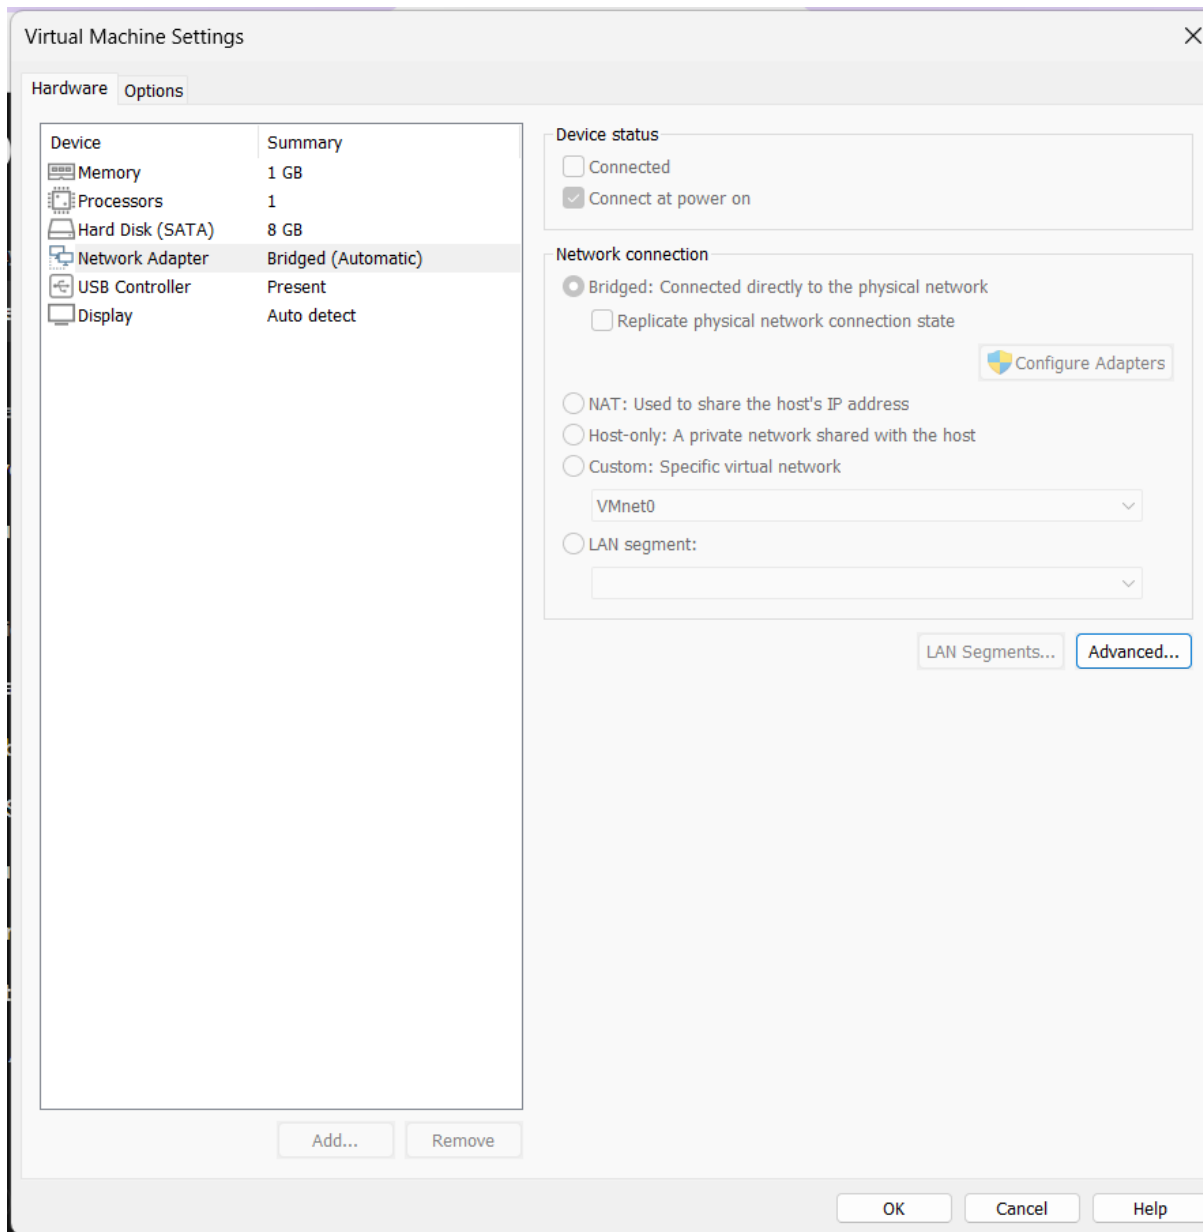 Virtual Machine Settings
Hardware
Options
Device Summary
Memory 1 GB
Processors 1
Hard Disk (SATA) 8 GB
Network Adapter Bridged (Automatic)
USB Controller Present
Display Auto detect
Add...
Remove
Device status
Connected
Connect at power on
Network connection
Bridged: Connected directly to the physical network
Replicate physical network connection state
Configure Adapters
NAT: Used to share the host's IP address
Host-only: A private network shared with the host
Custom: Specific virtual network
VMnet0
LAN segment:
LAN Segments...
Advanced...
OK
Cancel
Help